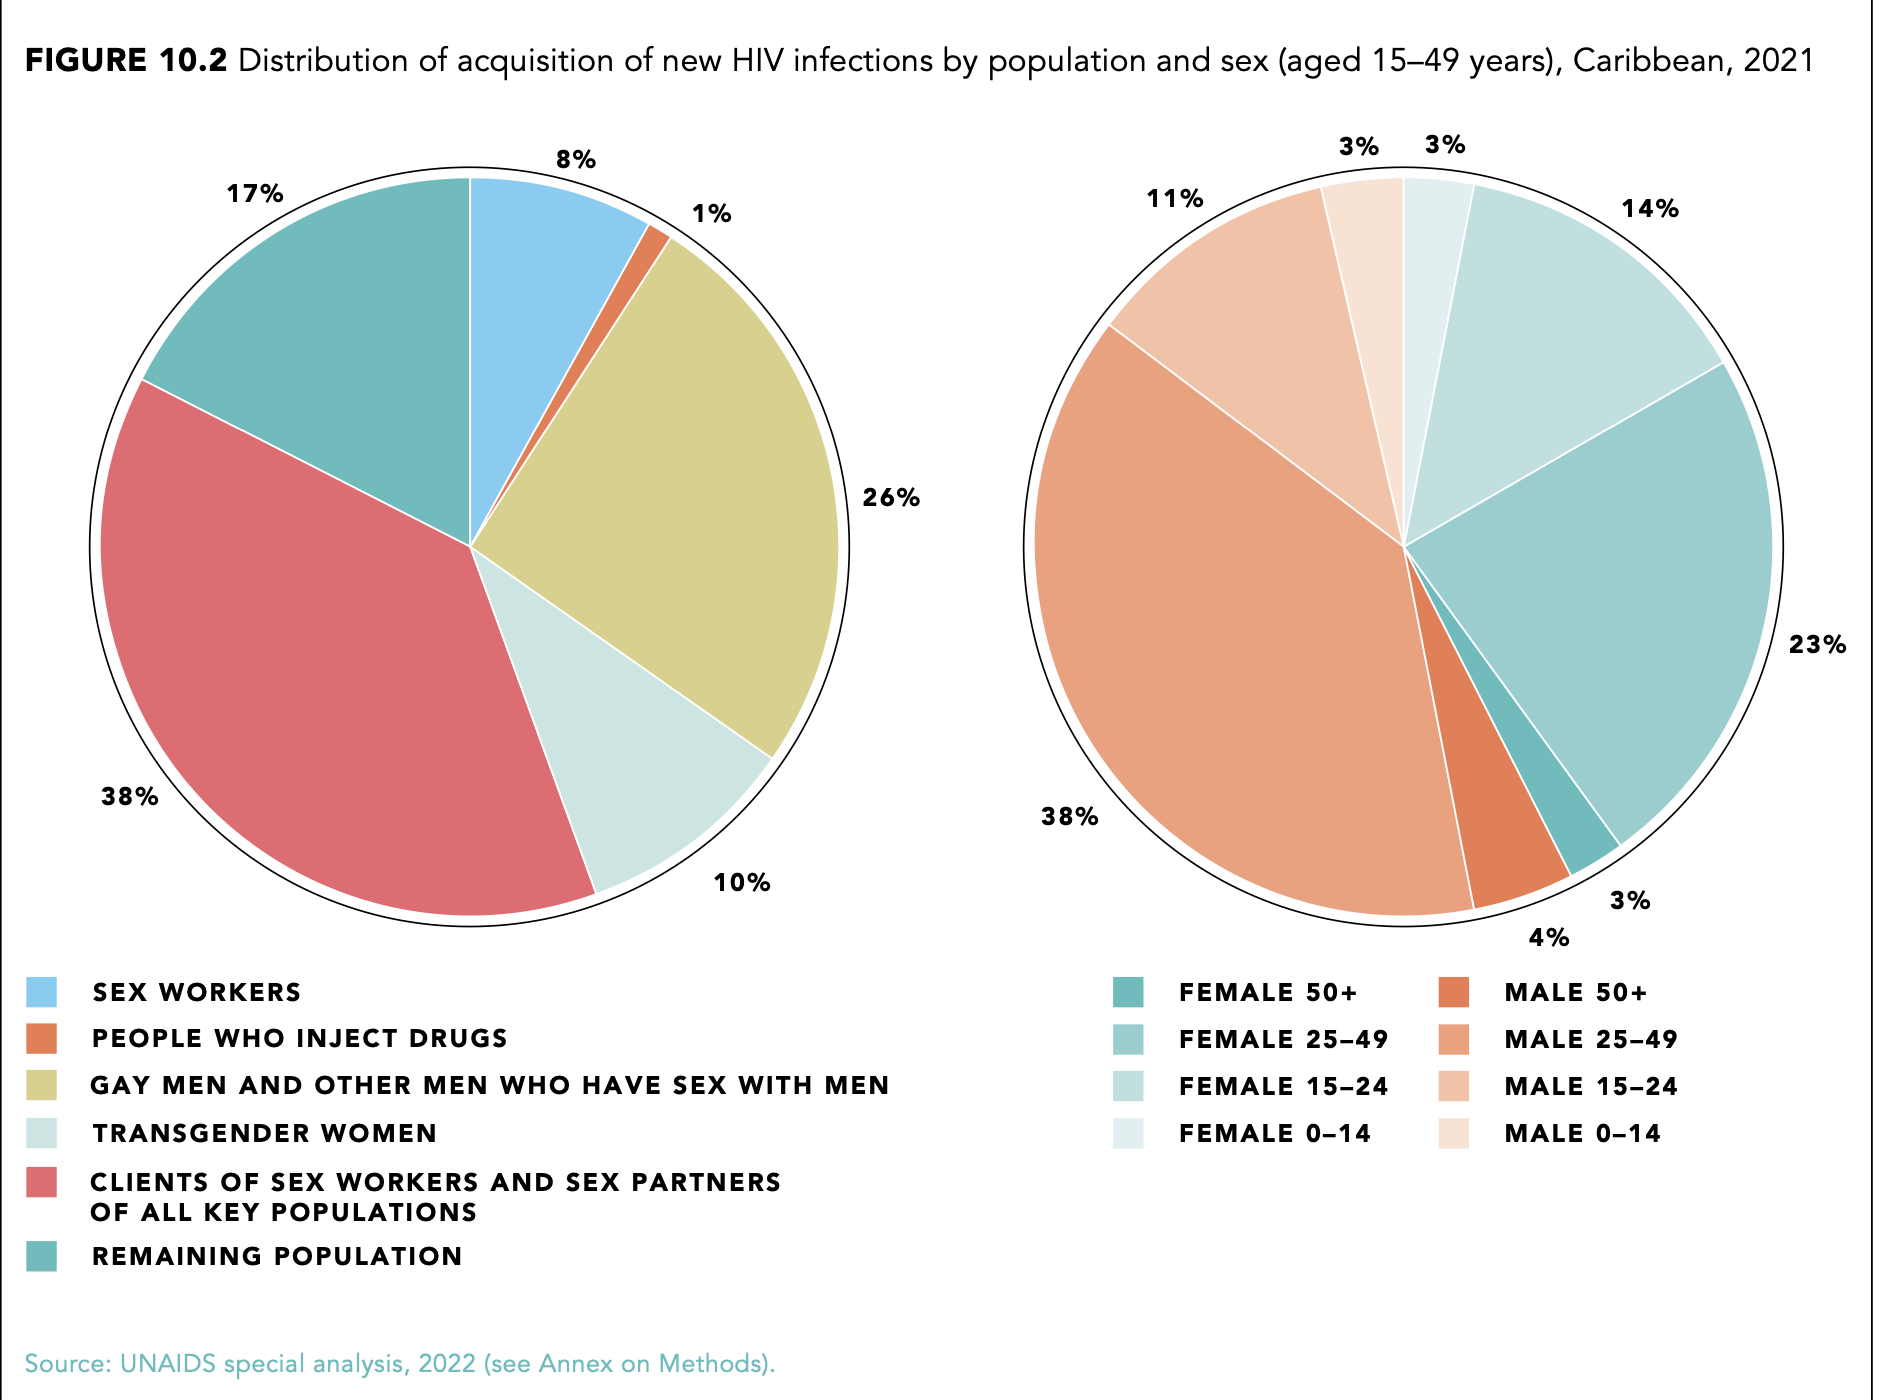 FIGURE 10.2 Distribution of acquisition of new HIV infections by population and sex (aged 15–49 years), Caribbean, 2021
8%
1%
26%
10%
38%
17%
3%
14%
23%
3%
4%
38%
11%
3%
SEX WORKERS
PEOPLE WHO INJECT DRUGS
GAY MEN AND OTHER MEN WHO HAVE SEX WITH MEN
TRANSGENDER WOMEN
CLIENTS OF SEX WORKERS AND SEX PARTNERS
OF ALL KEY POPULATIONS
REMAINING POPULATION
FEMALE 50+
FEMALE 25–49
FEMALE 15–24
FEMALE 0–14
MALE 50+
MALE 25–49
MALE 15–24
MALE 0–14
Source: UNAIDS special analysis, 2022 (see Annex on Methods).